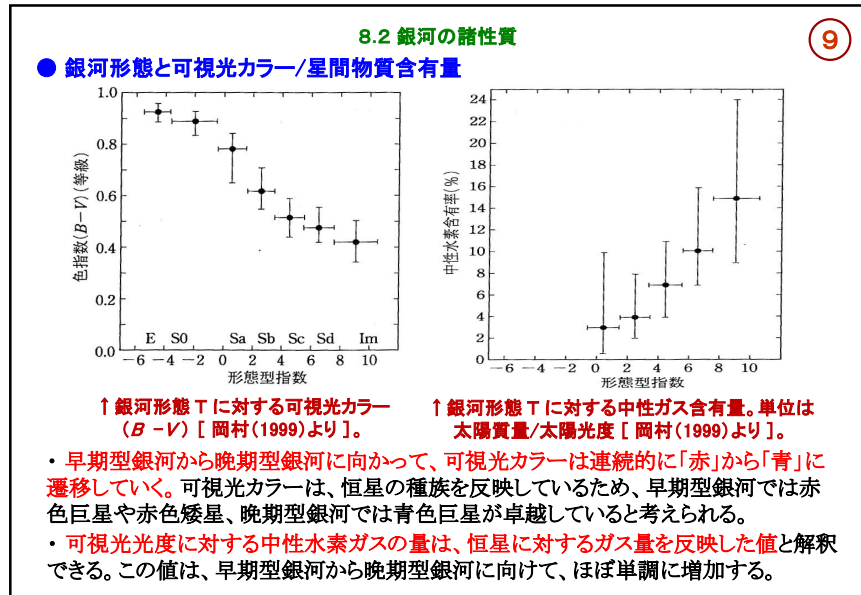 8.2 銀河の諸性質
9
● 銀河形態と可視光カラー/星間物質含有量
1.0
0.8
0.6
0.4
0.2
0.0
色指数(B−V)(等級)
E S0 Sa Sb Sc Sd Im
−6 −4 −2 0 2 4 6 8 10
形態型指数
24
22
20
18
16
14
12
10
8
6
4
2
0
中性水素含有率(%)
−6 −4 −2 0 2 4 6 8 10
形態型指数
↑ 銀河形態 T に対する可視光カラー
(B −V) [ 岡村(1999)より ]。
↑ 銀河形態 T に対する中性ガス含有量。単位は
太陽質量/太陽光度 [ 岡村(1999)より ]。
・ 早期型銀河から晩期型銀河に向かって、可視光カラーは連続的に「赤」から「青」に
遷移していく。可視光カラーは、恒星の種族を反映しているため、早期型銀河では赤
色巨星や赤色矮星、晩期型銀河では青色巨星が卓越していると考えられる。
・ 可視光光度に対する中性水素ガスの量は、恒星に対するガス量を反映した値と解釈
できる。この値は、早期型銀河から晩期型銀河に向けて、ほぼ単調に増加する。